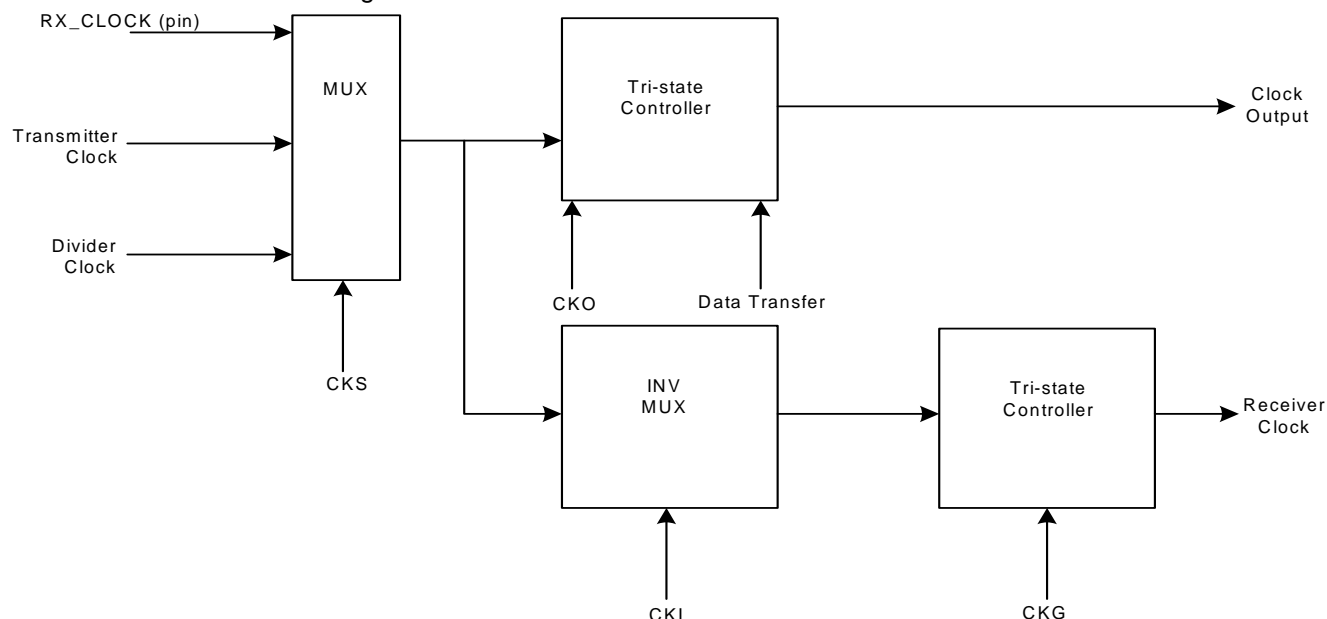 RX_CLOCK (pin)
MUX
Tri-state
Controller
Clock
Output
Transmitter
Clock
Divider
Clock
CKO
Data Transfer
CKS
INV
MUX
Tri-state
Controller
Receiver
Clock
CKG